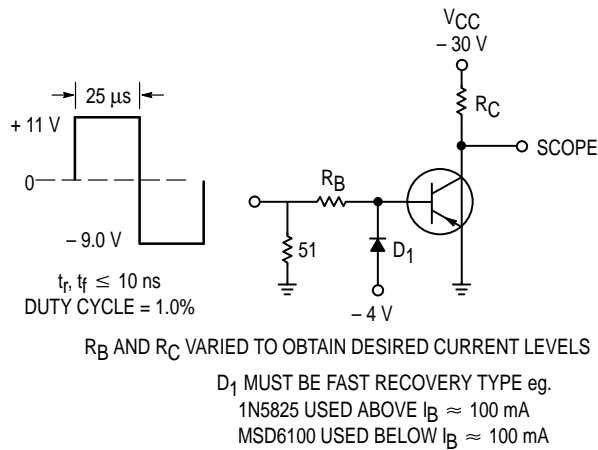 V_CC
– 30 V
25 μs
+ 11 V
R_C
SCOPE
0
R_B
– 9.0 V
51
D_1
t_r, t_f ≤ 10 ns
DUTY CYCLE = 1.0%
– 4 V
R_B AND R_C VARIED TO OBTAIN DESIRED CURRENT LEVELS
D_1 MUST BE FAST RECOVERY TYPE eg.
1N5825 USED ABOVE I_B ≈ 100 mA
MSD6100 USED BELOW I_B ≈ 100 mA